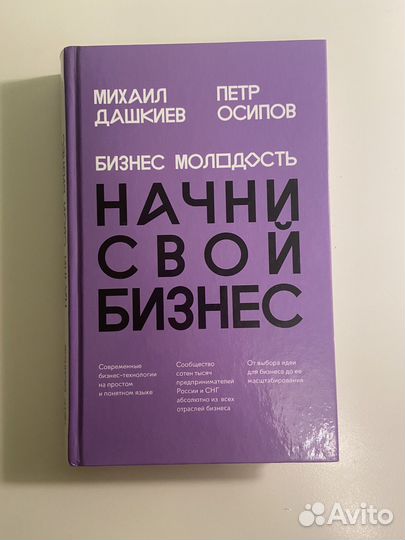 МИХАИЛ ДАШКИЕВ
ПЕТР ОСИПОВ
БИЗНЕС МОЛОДОСТЬ
НАЧНИ
СВОЙ
БИЗНЕС
Современные
бизнес-технологии
на простом
и понятном языке
Сообщество
сотен тысяч
предпринимателей
России и СНГ
абсолютно из всех
отраслей бизнеса
От выбора идеи
для бизнеса до ее
масштабирования
Avito